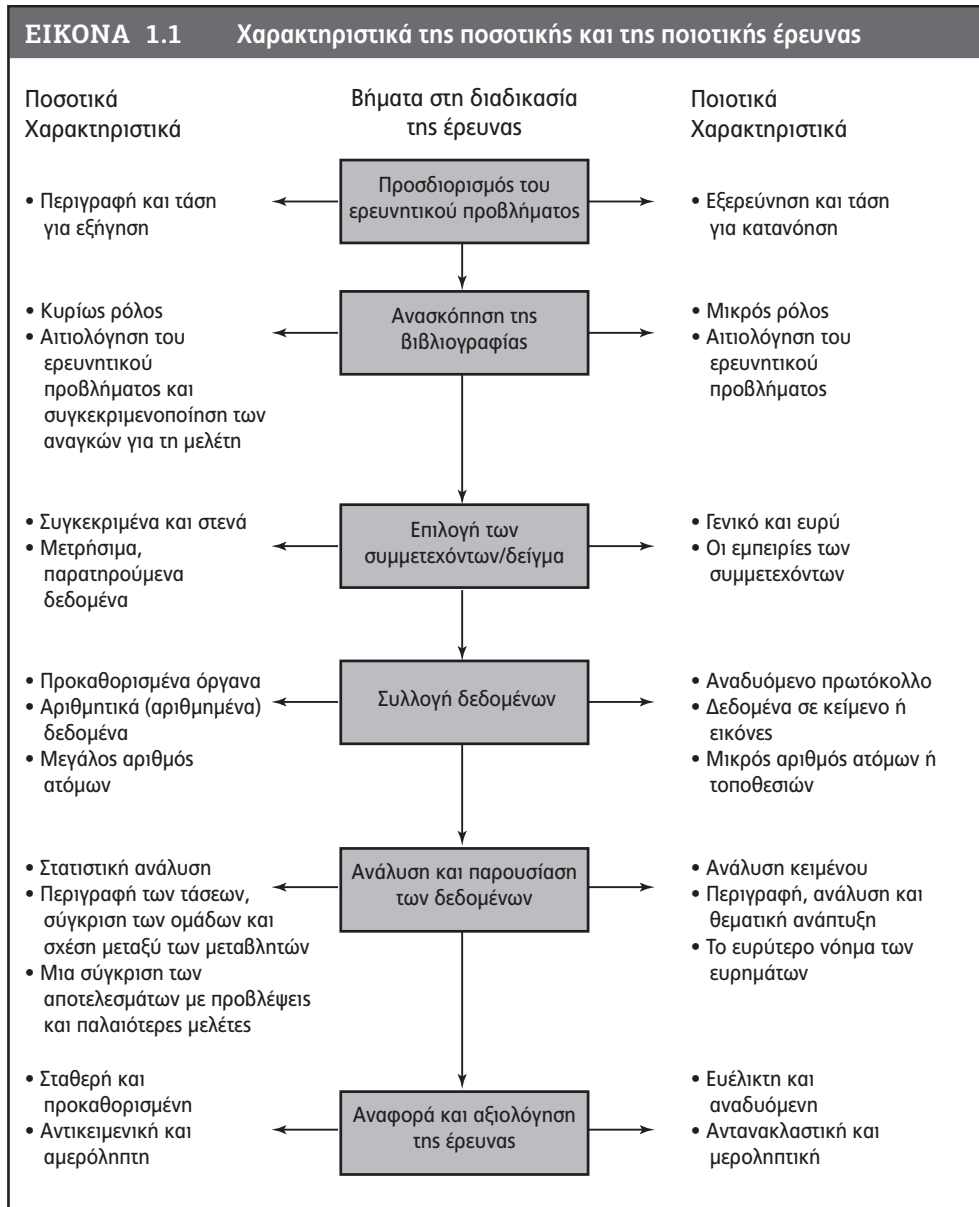 ΕΙΚΟΝΑ 1.1 Χαρακτηριστικά της ποσοτικής και της ποιοτικής έρευνας
Ποσοτικά
Χαρακτηριστικά
Βήματα στη διαδικασία
της έρευνας
Ποιοτικά
Χαρακτηριστικά
• Περιγραφή και τάση
για εξήγηση
Προσδιορισμός του
ερευνητικού προβλήματος
• Εξερεύνηση και τάση
για κατανόηση
• Κυρίως ρόλος
• Αιτιολόγηση του
ερευνητικού
προβλήματος και
συγκεκριμενοποίηση των
αναγκών για τη μελέτη
Ανασκόπηση της
βιβλιογραφίας
• Μικρός ρόλος
• Αιτιολόγηση του
ερευνητικού
προβλήματος
• Συγκεκριμένα και στενά
• Μετρήσιμα,
παρατηρούμενα
δεδομένα
Επιλογή των
συμμετεχόντων/δείγμα
• Γενικό και ευρύ
• Οι εμπειρίες των
συμμετεχόντων
• Προκαθορισμένα όργανα
• Αριθμητικά (αριθμημένα)
δεδομένα
• Μεγάλος αριθμός
ατόμων
Συλλογή δεδομένων
• Αναδυόμενο πρωτόκολλο
• Δεδομένα σε κείμενο ή
εικόνες
• Μικρός αριθμός ατόμων ή
τοποθεσιών
• Στατιστική ανάλυση
• Περιγραφή των τάσεων,
σύγκριση των ομάδων και
σχέση μεταξύ των μεταβλητών
• Μια σύγκριση των
αποτελεσμάτων με προβλέψεις
και παλαιότερες μελέτες
Ανάλυση και παρουσίαση
των δεδομένων
• Ανάλυση κειμένου
• Περιγραφή, ανάλυση και
θεματική ανάπτυξη
• Το ευρύτερο νόημα των
ευρημάτων
• Σταθερή και
προκαθορισμένη
• Αντικειμενική και
αμερόληπτη
Αναφορά και αξιολόγηση
της έρευνας
• Ευέλικτη και
αναδυόμενη
• Αντανακλαστική και
μεροληπτική